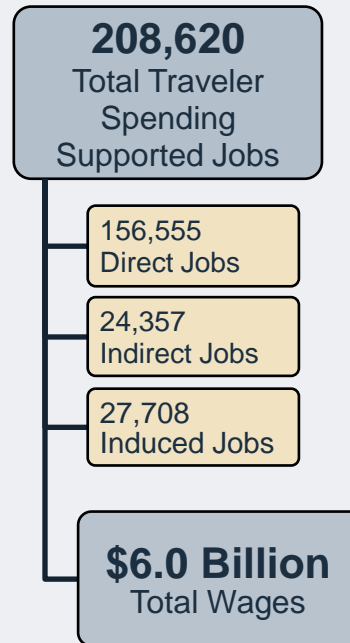 208,620
Total Traveler
Spending
Supported Jobs
156,555
Direct Jobs
24,357
Indirect Jobs
27,708
Induced Jobs
$6.0 Billion
Total Wages